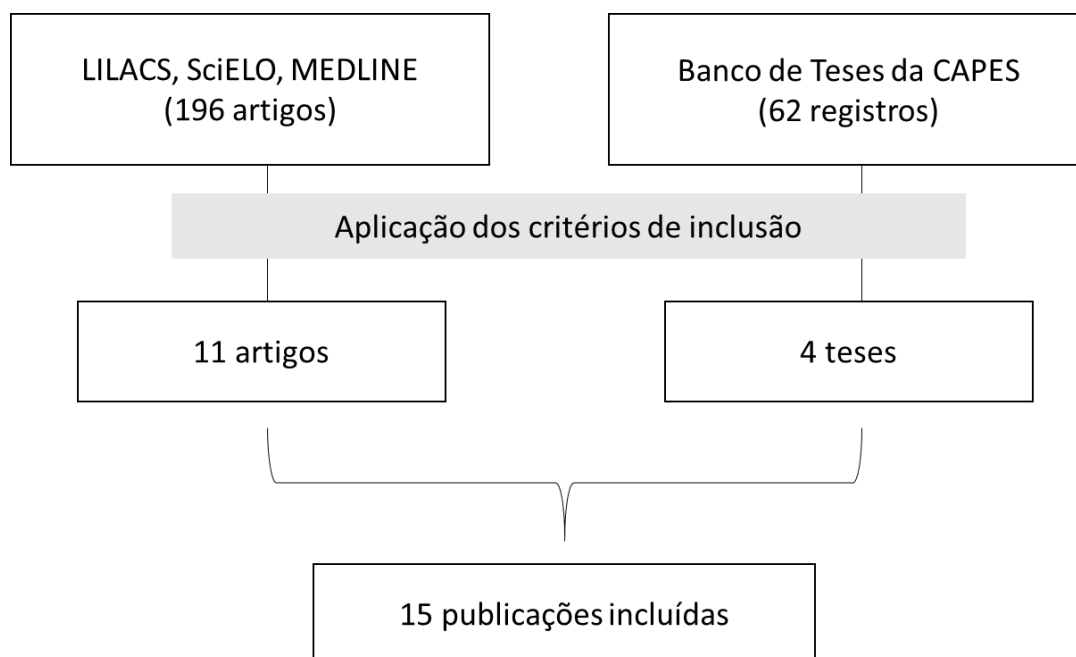 LILACS, SciELO, MEDLINE
(196 artigos)
Banco de Teses da CAPES
(62 registros)
Aplicação dos critérios de inclusão
11 artigos
4 teses
15 publicações incluídas